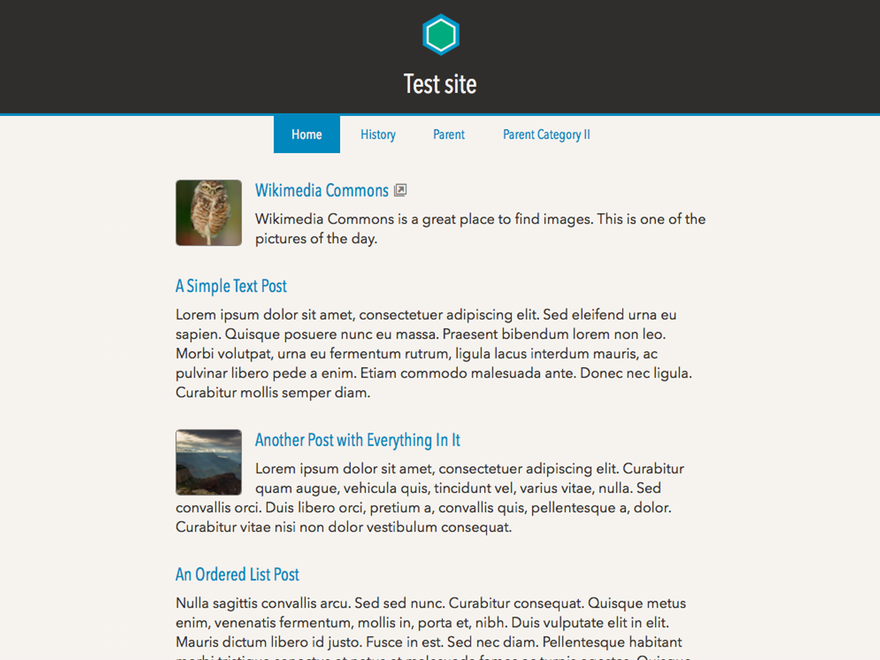 Test site
Home History Parent Parent Category II
Wikimedia Commons
Wikimedia Commons is a great place to find images. This is one of the
pictures of the day.
A Simple Text Post
Lorem ipsum dolor sit amet, consectetuer adipiscing elit. Sed eleifend urna eu
sapien. Quisque posuere nunc eu massa. Praesent bibendum lorem non leo.
Morbi volutpat, urna eu fermentum rutrum, ligula lacus interdum mauris, ac
pulvinar libero pede a enim. Etiam commodo malesuada ante. Donec nec ligula.
Curabitur mollis semper diam.
Another Post with Everything In It
Lorem ipsum dolor sit amet, consectetuer adipiscing elit. Curabitur
quam augue, vehicula quis, tincidunt vel, varius vitae, nulla. Sed
convallis orci. Duis libero orci, pretium a, convallis quis, pellentesque a, dolor.
Curabitur vitae nisi non dolor vestibulum consequat.
An Ordered List Post
Nulla sagittis convallis arcu. Sed sed nunc. Curabitur consequat. Quisque metus
enim, venenatis fermentum, mollis in, porta et, nibh. Duis vulputate elit in elit.
Mauris dictum libero id justo. Fusce in est. Sed nec diam. Pellentesque habitant